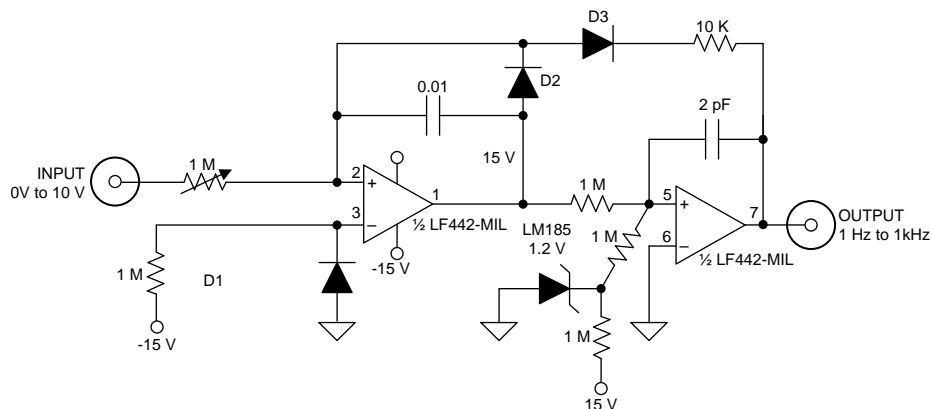 D3
10 K
D2
0.01
2 pF
15 V
INPUT
0V to 10 V
1 M
2
+
3
−
1
½ LF442-MIL
-15 V
1 M
D1
-15 V
1 M
LM185
1.2 V
1 M
1 M
15 V
5
+
6
−
7
½ LF442-MIL
OUTPUT
1 Hz to 1kHz